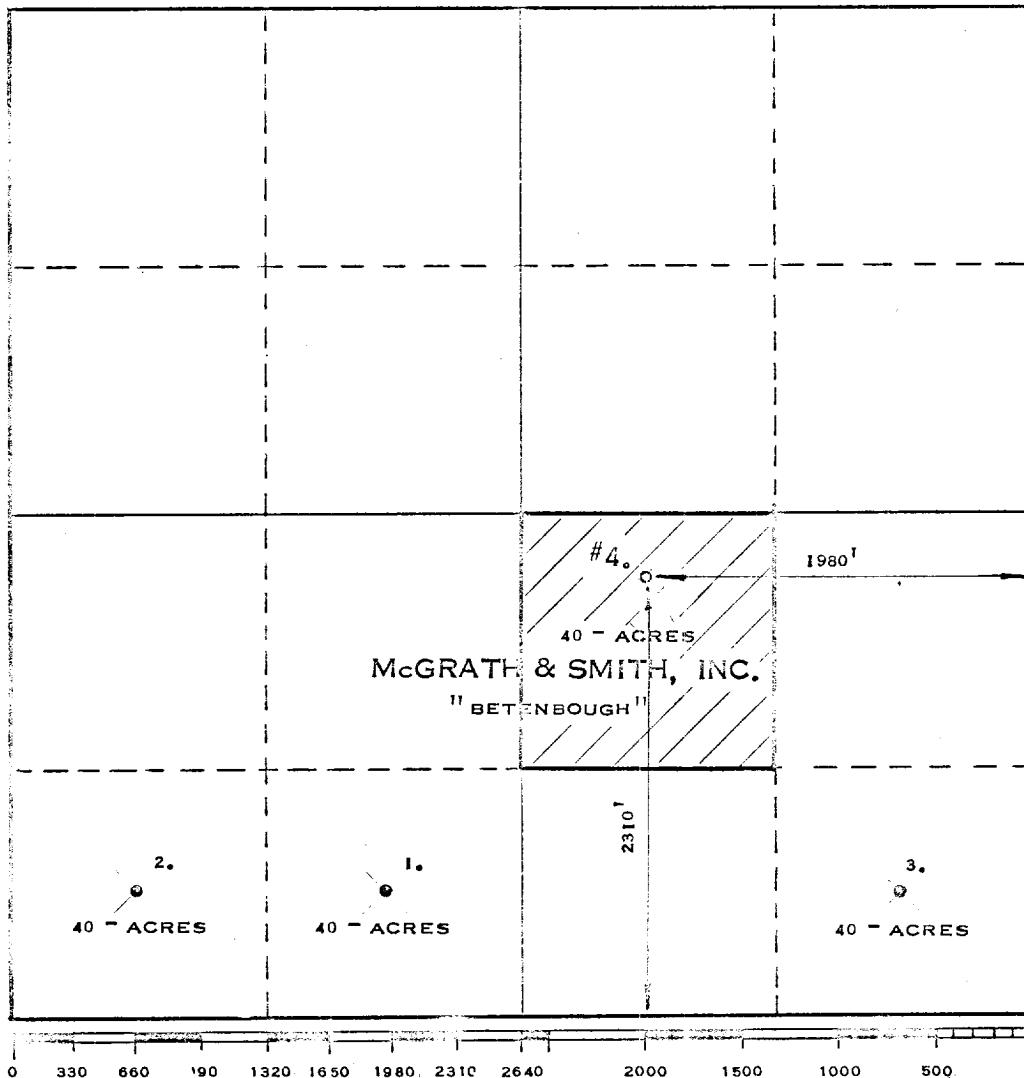 #4.
1980'
40 - ACRES
McGRATH & SMITH, INC.
"BETENBOUGH"
2310'
2. 1. 3.
40 - ACRES 40 - ACRES 40 - ACRES
0 330 660 '90 1320 1650 1980 2310 2640 2000 1500 1000 500